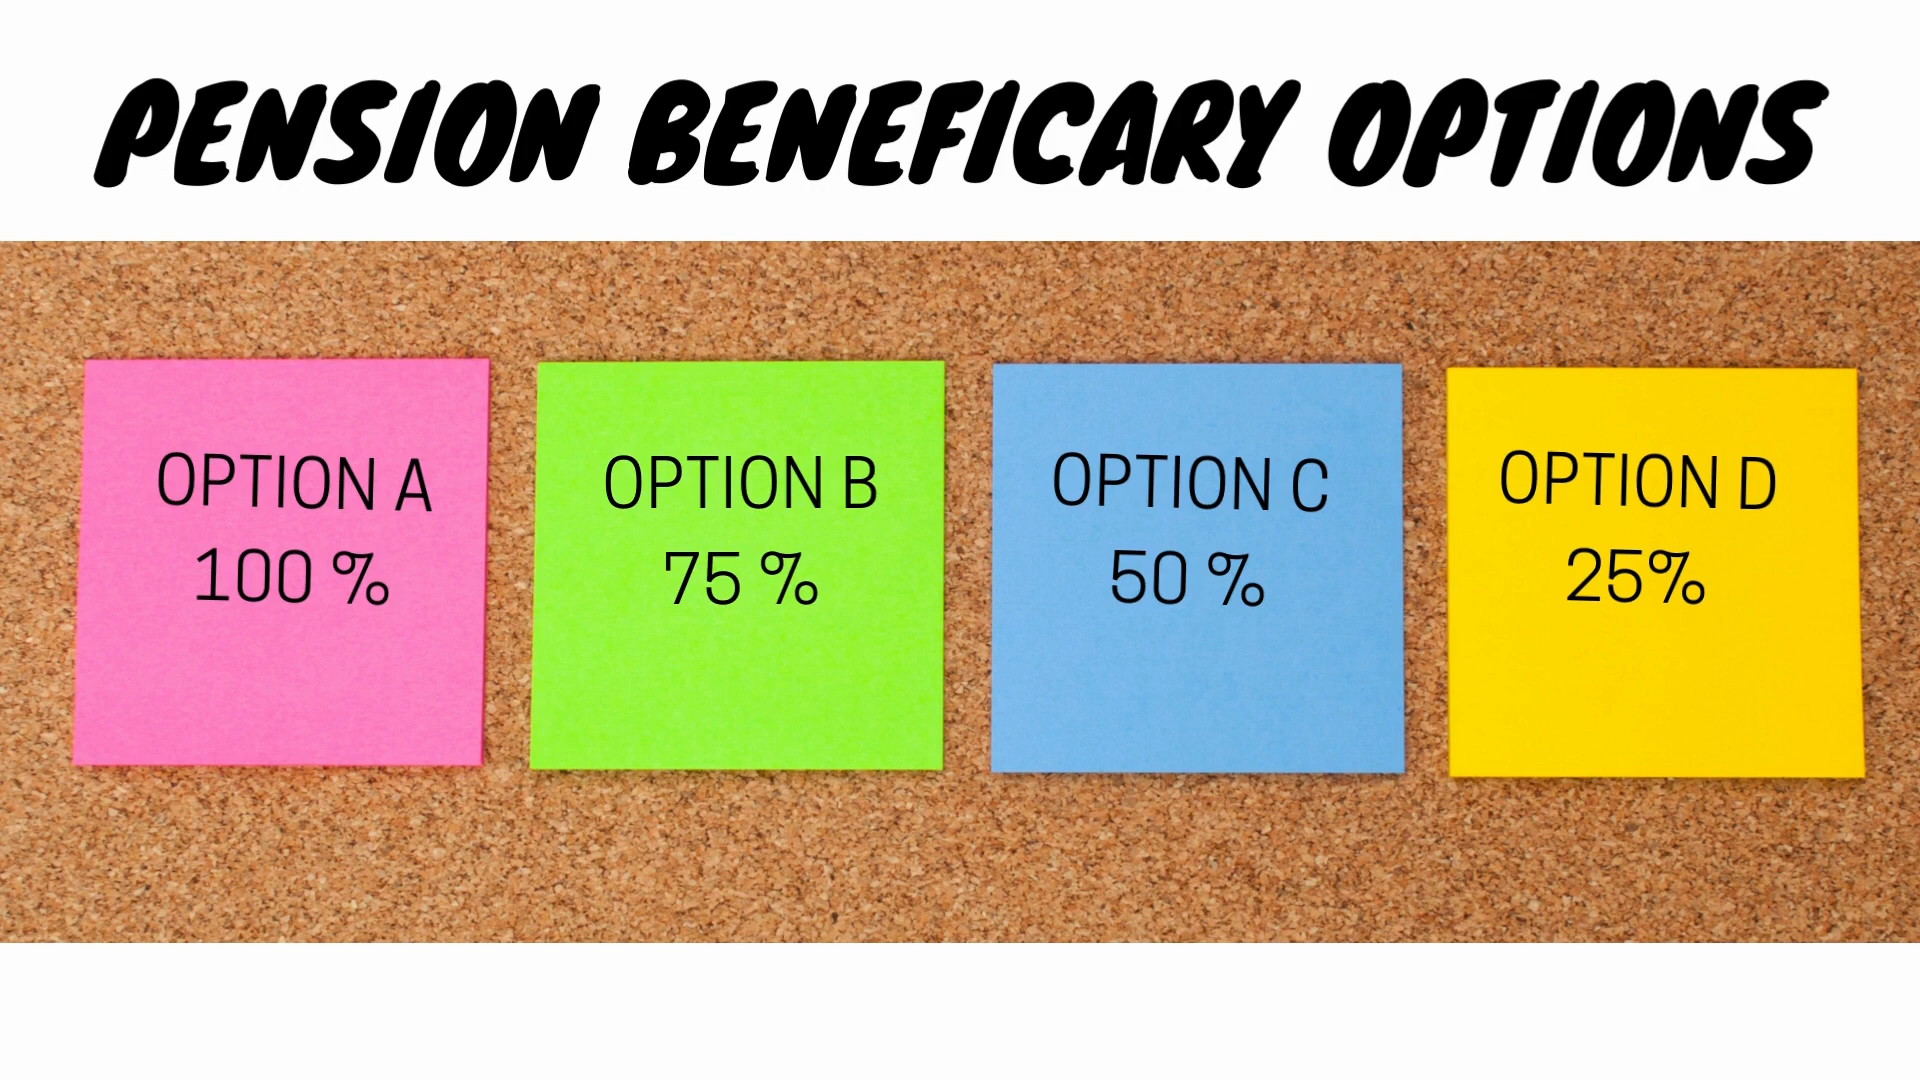 PENSION BENEFICARY OPTIONS
OPTION A
100 %
OPTION B
75 %
OPTION C
50 %
OPTION D
25%